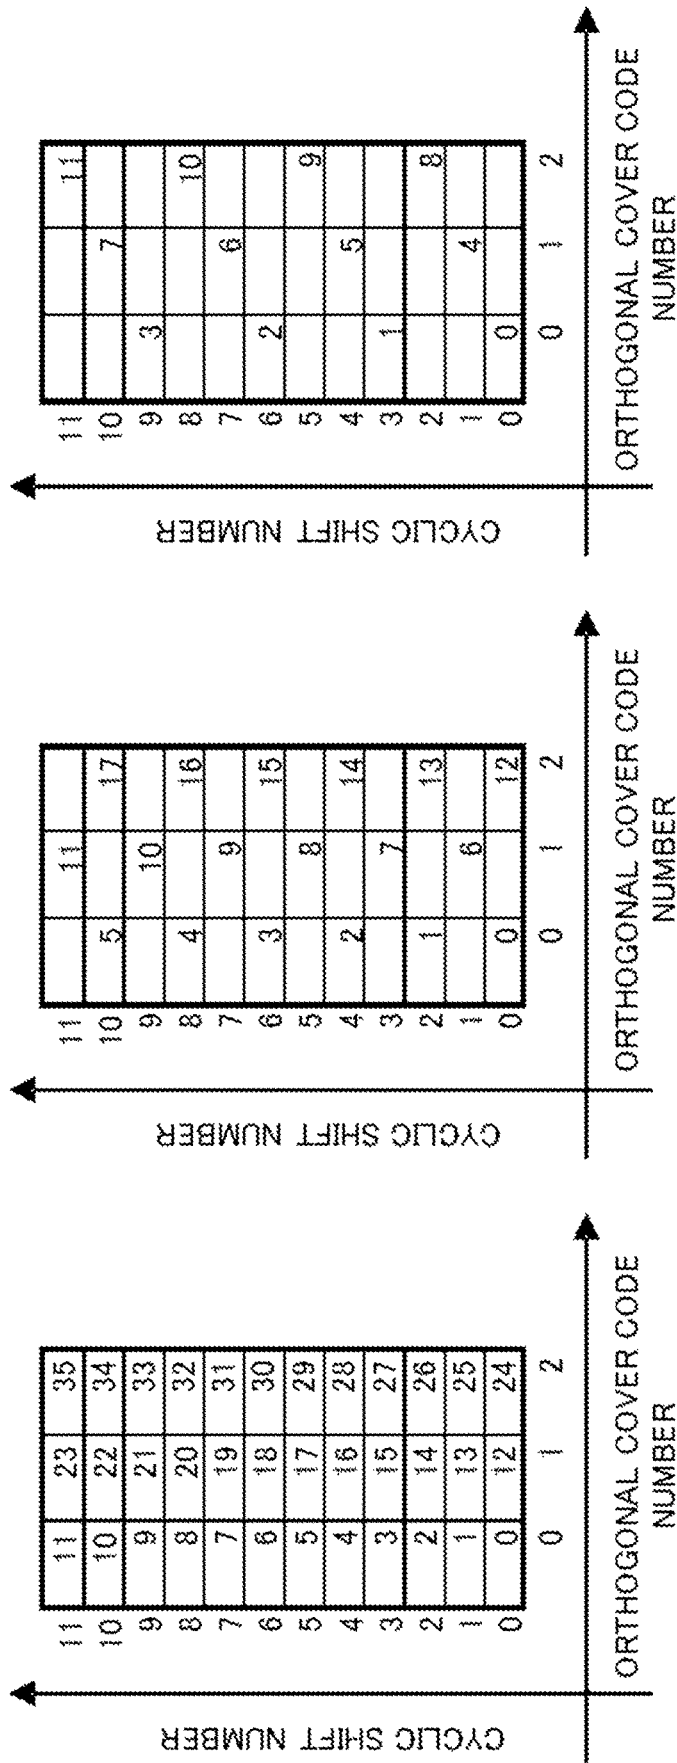 CYCLIC SHIFT NUMBER
11 11 23 35
10 10 22 34
9 9 21 33
8 8 20 32
7 7 19 31
6 6 18 30
5 5 17 29
4 4 16 28
3 3 15 27
2 2 14 26
1 1 13 25
0 0 12 24
0 1 2
ORTHOGONAL COVER CODE
NUMBER
CYCLIC SHIFT NUMBER
11 11
10 5 17
9 10
8 4 16
7 9
6 3 15
5 8
4 2 14
3 7
2 1 13
1 6
0 0 12
0 1 2
ORTHOGONAL COVER CODE
NUMBER
CYCLIC SHIFT NUMBER
11 11
10 7
9 3
8 10
7 6
6 2
5 9
4 5
3 1
2 8
1 4
0 0
0 1 2
ORTHOGONAL COVER CODE
NUMBER